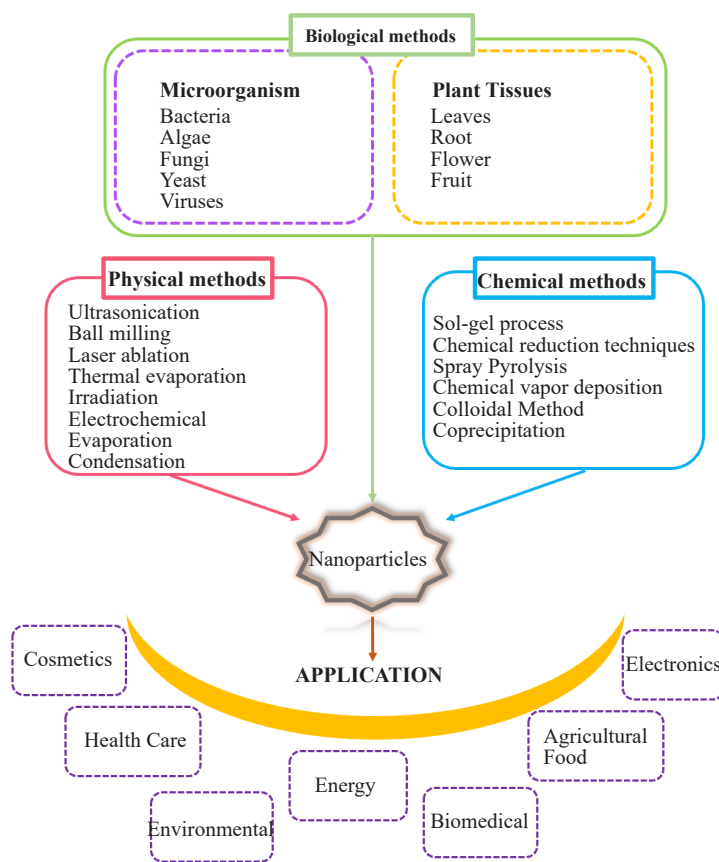 Biological methods
Microorganism
Bacteria
Algae
Fungi
Yeast
Viruses
Plant Tissues
Leaves
Root
Flower
Fruit
Physical methods
Ultrasonication
Ball milling
Laser ablation
Thermal evaporation
Irradiation
Electrochemical
Evaporation
Condensation
Chemical methods
Sol-gel process
Chemical reduction techniques
Spray Pyrolysis
Chemical vapor deposition
Colloidal Method
Coprecipitation
Nanoparticles
APPLICATION
Cosmetics
Health Care
Environmental
Energy
Biomedical
Agricultural
Food
Electronics